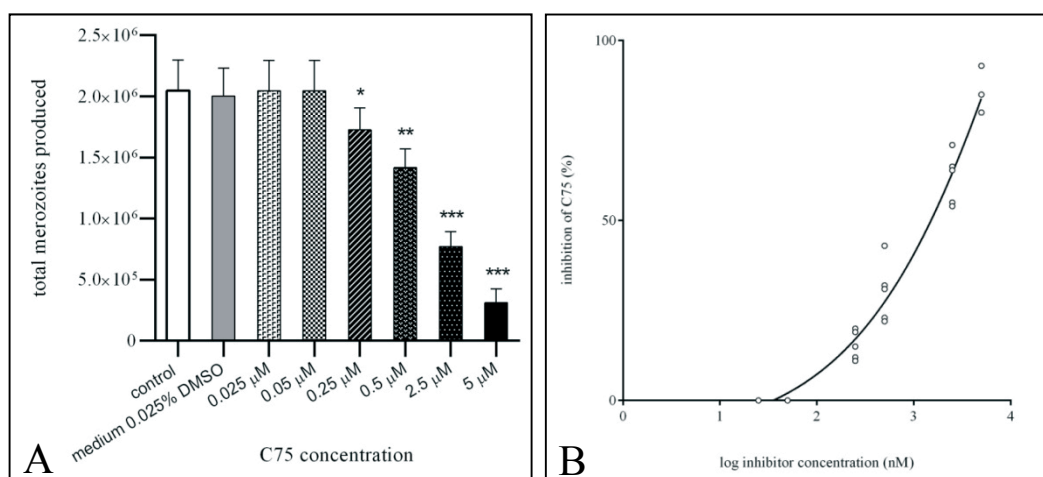 2.5×10⁶
2.0×10⁶
1.5×10⁶
1.0×10⁶
5.0×10⁵
0
total merozoites produced
*
**
***
***
control
medium 0.025% DMSO
0.025 µM
0.05 µM
0.25 µM
0.5 µM
2.5 µM
5 µM
C75 concentration
A
100
50
0
inhibition of C75 (%)
0 1 2 3 4
log inhibitor concentration (nM)
B